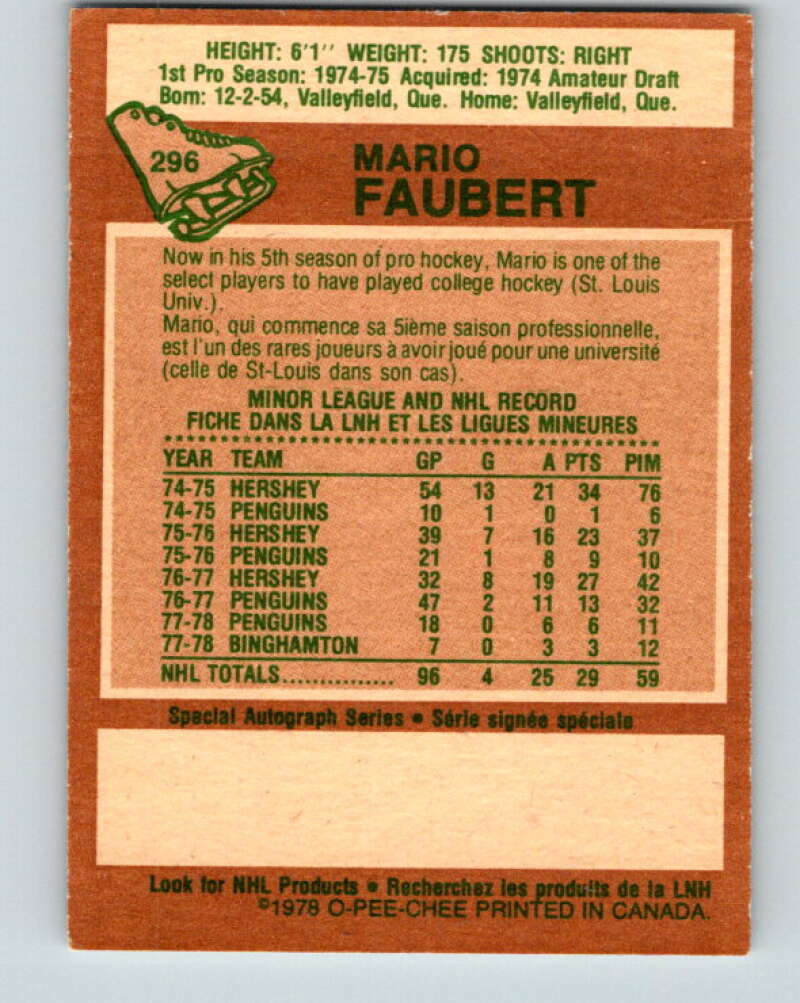 HEIGHT: 6'1'' WEIGHT: 175 SHOOTS: RIGHT
1st Pro Season: 1974-75 Acquired: 1974 Amateur Draft
Born: 12-2-54, Valleyfield, Que. Home: Valleyfield, Que.
296
MARIO
FAUBERT
Now in his 5th season of pro hockey, Mario is one of the
select players to have played college hockey (St. Louis
Univ.).
Mario, qui commence sa 5ième saison professionnelle,
est l'un des rares joueurs à avoir joué pour une université
(celle de St-Louis dans son cas).
MINOR LEAGUE AND NHL RECORD
FICHE DANS LA LNH ET LES LIGUES MINEURES
YEAR TEAM GP G A PTS PIM
74-75 HERSHEY 54 13 21 34 76
74-75 PENGUINS 10 1 0 1 6
75-76 HERSHEY 39 7 16 23 37
75-76 PENGUINS 21 1 8 9 10
76-77 HERSHEY 32 8 19 27 42
76-77 PENGUINS 47 2 11 13 32
77-78 PENGUINS 18 0 6 6 11
77-78 BINGHAMTON 7 0 3 3 12
NHL TOTALS............... 96 4 25 29 59
Special Autograph Series • Série signée spéciale
Look for NHL Products • Recherchez les produits de la LNH
©1978 O-PEE-CHEE PRINTED IN CANADA.